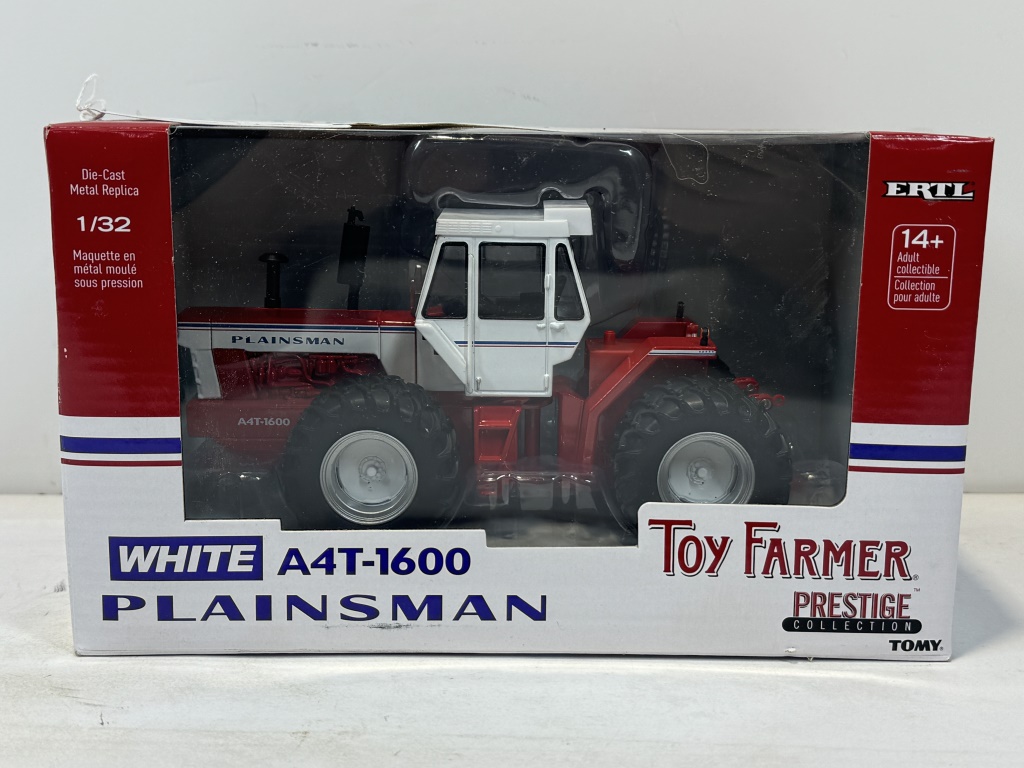 Die-Cast
Metal Replica
1/32
Maquette en
métal moulé
sous pression
ERTL
14+
Adult
collectible
Collection
pour adulte
PLAINSMAN
A4T-1600
WHITE A4T-1600
PLAINSMAN
TOY FARMER®
PRESTIGE™
COLLECTION
TOMY®